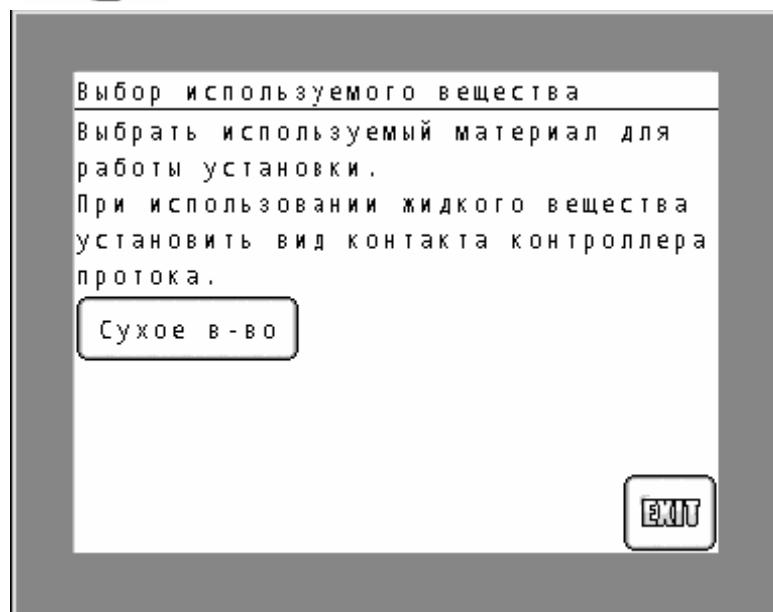 Выбор используемого вещества
Выбрать используемый материал для
работы установки.
При использовании жидкого вещества
установить вид контакта контроллера
протока.
Сухое в-во
EXIT